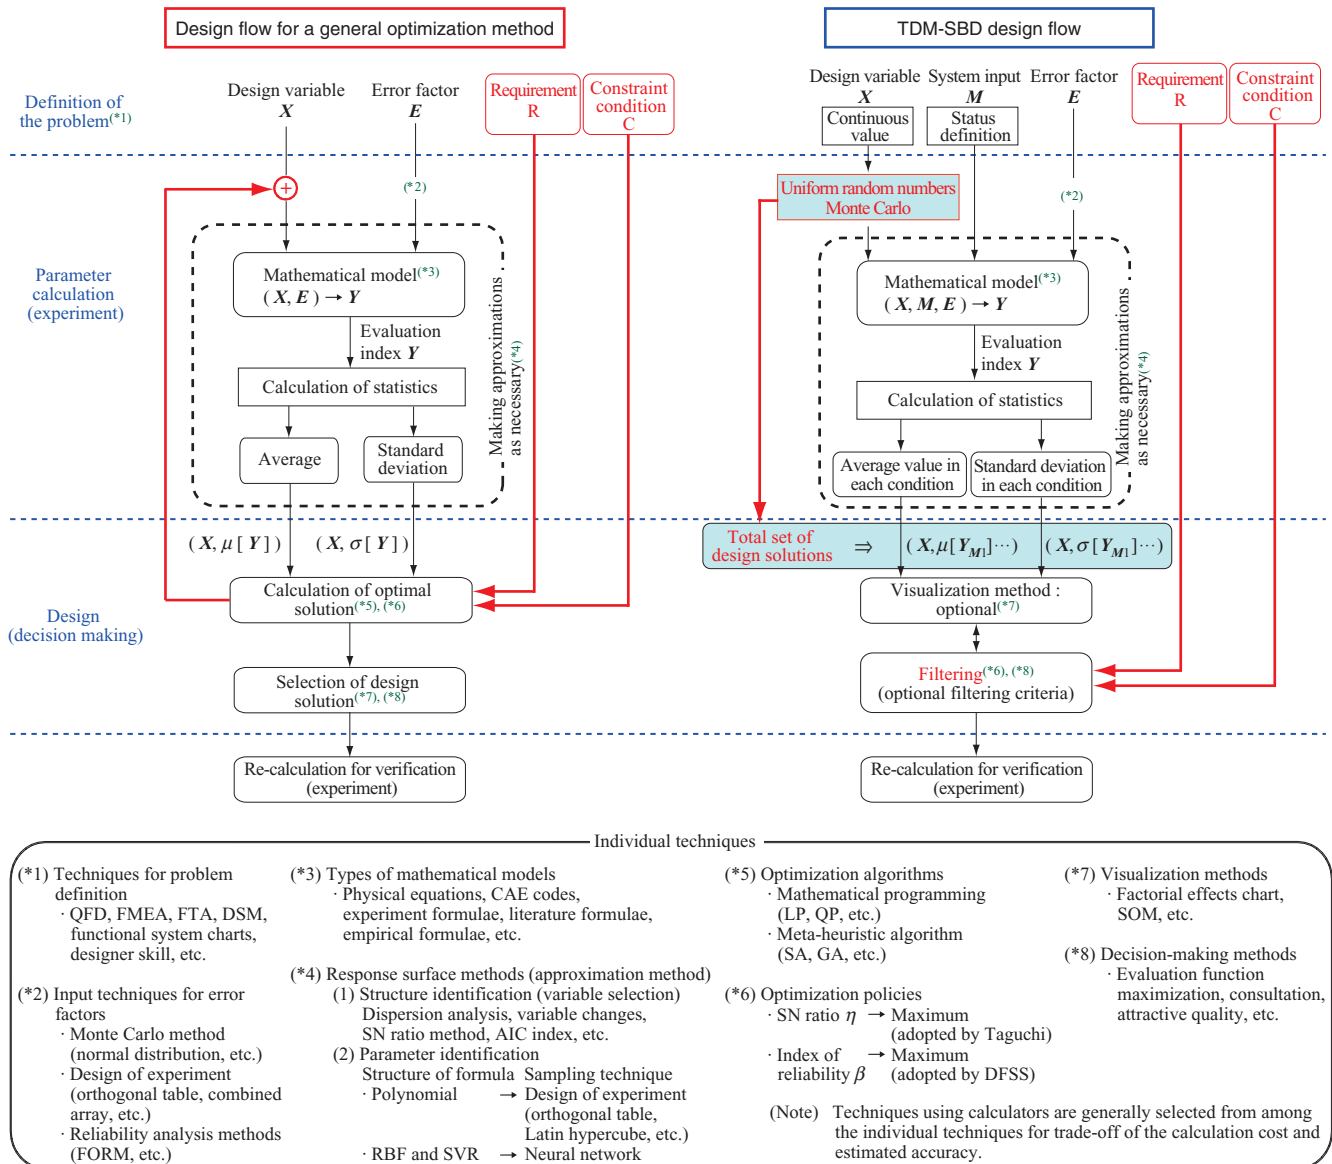 Design flow for a general optimization method
TDM-SBD design flow
Definition of
the problem(*1)
Design variable
X
Error factor
E
Requirement
R
Constraint
condition
C
Design variable
X
Continuous
value
System input
M
Status
definition
Error factor
E
Requirement
R
Constraint
condition
C
Parameter
calculation
(experiment)
+
(*2)
Mathematical model(*3)
( X, E ) → Y
Evaluation
index Y
Calculation of statistics
Average
Standard
deviation
Making approximations
as necessary(*4)
Uniform random numbers
Monte Carlo
(*2)
Mathematical model(*3)
( X, M, E ) → Y
Evaluation
index Y
Calculation of statistics
Average value in
each condition
Standard deviation
in each condition
Making approximations
as necessary(*4)
Design
(decision making)
( X, μ [ Y ] )
( X, σ [ Y ] )
Calculation of optimal
solution(*5), (*6)
Selection of design
solution(*7), (*8)
Re-calculation for verification
(experiment)
Total set of
design solutions
⇒
( X, μ[ Y_M1 ]⋯)
( X, σ [ Y_M1 ]⋯)
Visualization method :
optional(*7)
Filtering(*6), (*8)
(optional filtering criteria)
Re-calculation for verification
(experiment)
Individual techniques
(*1) Techniques for problem
definition
· QFD, FMEA, FTA, DSM,
functional system charts,
designer skill, etc.
(*2) Input techniques for error
factors
· Monte Carlo method
(normal distribution, etc.)
· Design of experiment
(orthogonal table, combined
array, etc.)
· Reliability analysis methods
(FORM, etc.)
(*3) Types of mathematical models
· Physical equations, CAE codes,
experiment formulae, literature formulae,
empirical formulae, etc.
(*4) Response surface methods (approximation method)
(1) Structure identification (variable selection)
Dispersion analysis, variable changes,
SN ratio method, AIC index, etc.
(2) Parameter identification
Structure of formula Sampling technique
· Polynomial → Design of experiment
(orthogonal table,
Latin hypercube, etc.)
· RBF and SVR → Neural network
(*5) Optimization algorithms
· Mathematical programming
(LP, QP, etc.)
· Meta-heuristic algorithm
(SA, GA, etc.)
(*6) Optimization policies
· SN ratio η → Maximum
(adopted by Taguchi)
· Index of → Maximum
reliability β (adopted by DFSS)
(*7) Visualization methods
· Factorial effects chart,
SOM, etc.
(*8) Decision-making methods
· Evaluation function
maximization, consultation,
attractive quality, etc.
(Note) Techniques using calculators are generally selected from among
the individual techniques for trade-off of the calculation cost and
estimated accuracy.